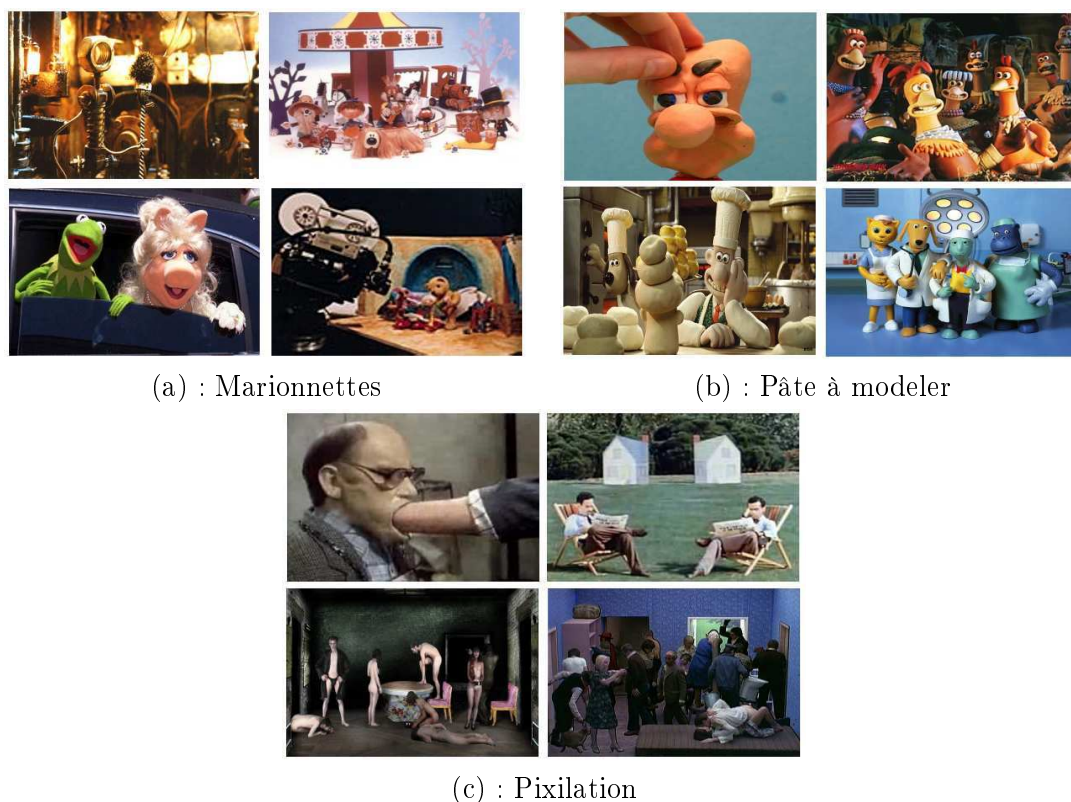 (a) : Marionnettes
(b) : Pâte à modeler
(c) : Pixilation